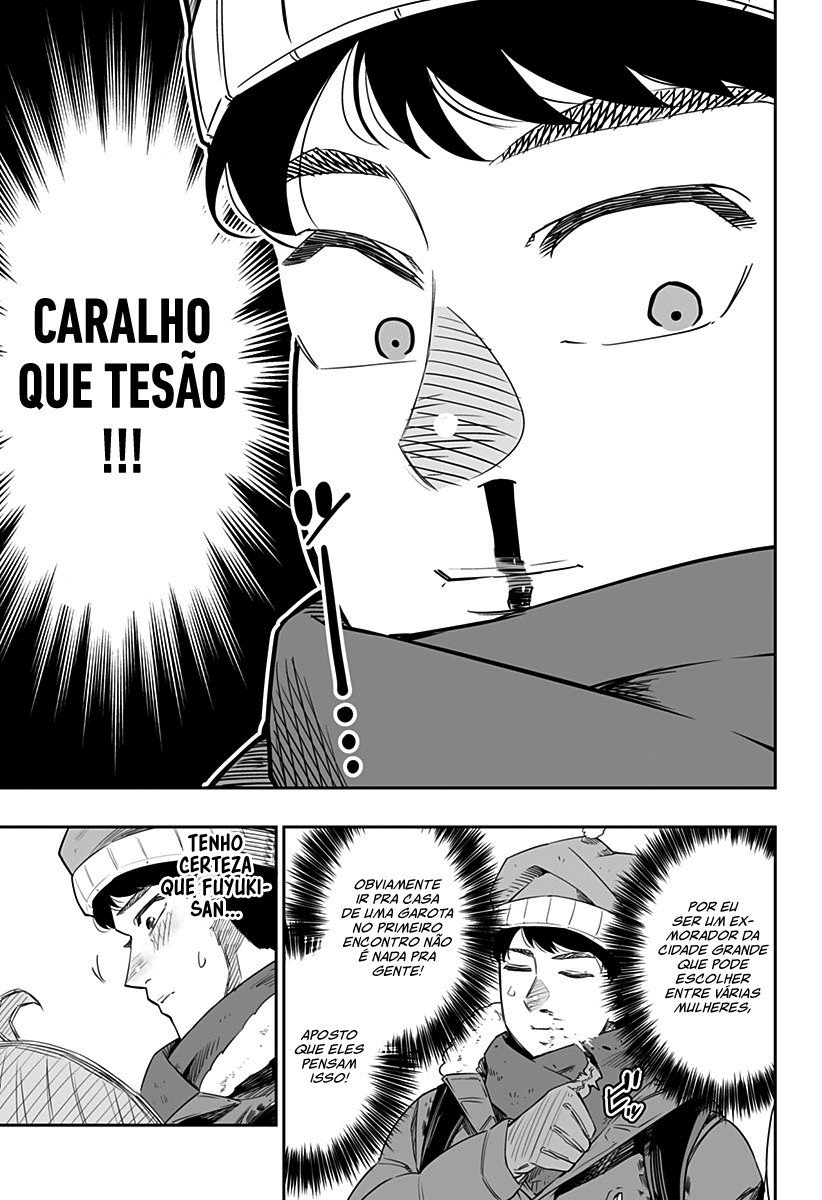 CARALHO
QUE TESÃO
!!!
POR EU
SER UM EX-
MORADOR DA
CIDADE GRANDE
QUE PODE
ESCOLHER
ENTRE VÁRIAS
MULHERES,
OBVIAMENTE
IR PRA CASA
DE UMA GAROTA
NO PRIMEIRO
ENCONTRO NÃO
É NADA PRA
GENTE!
APOSTO
QUE ELES
PENSAM
ISSO!
TENHO
CERTEZA
QUE FUYUKI-
SAN...